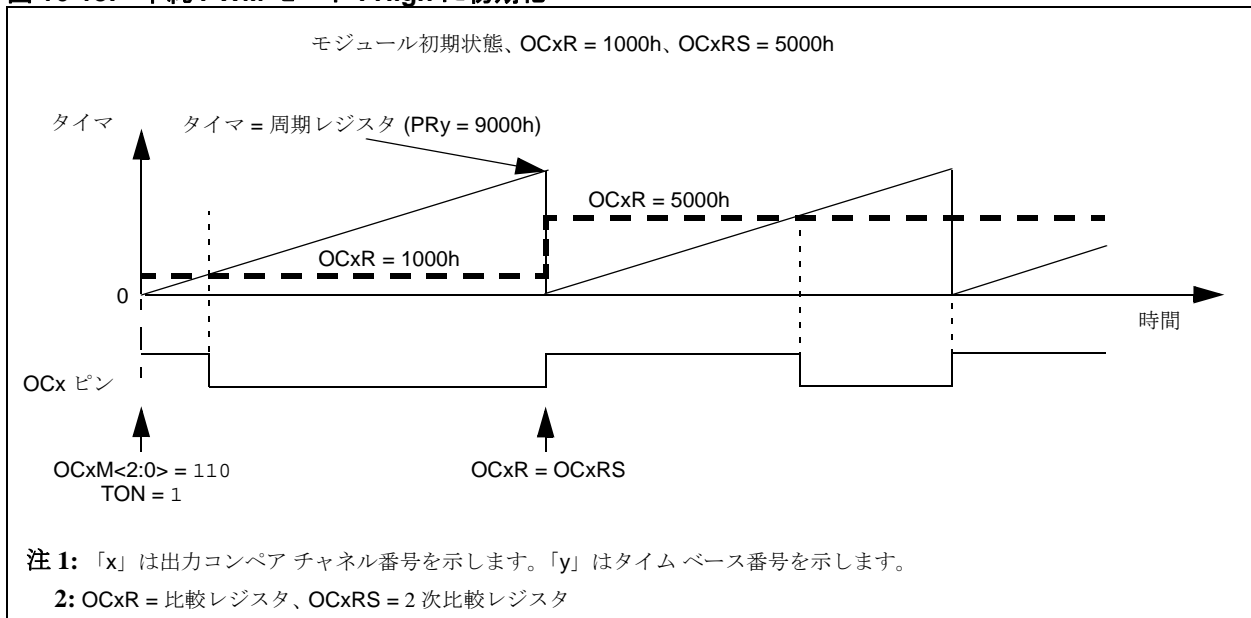 モジュール初期状態、OCxR = 1000h、OCxRS = 5000h
タイマ
タイマ = 周期レジスタ (PRy = 9000h)
OCxR = 5000h
OCxR = 1000h
0
時間
OCx ピン
OCxM<2:0> = 110
TON = 1
OCxR = OCxRS
注 1: 「x」は出力コンペア チャネル番号を示します。「y」はタイム ベース番号を示します。
2: OCxR = 比較レジスタ、OCxRS = 2 次比較レジスタ